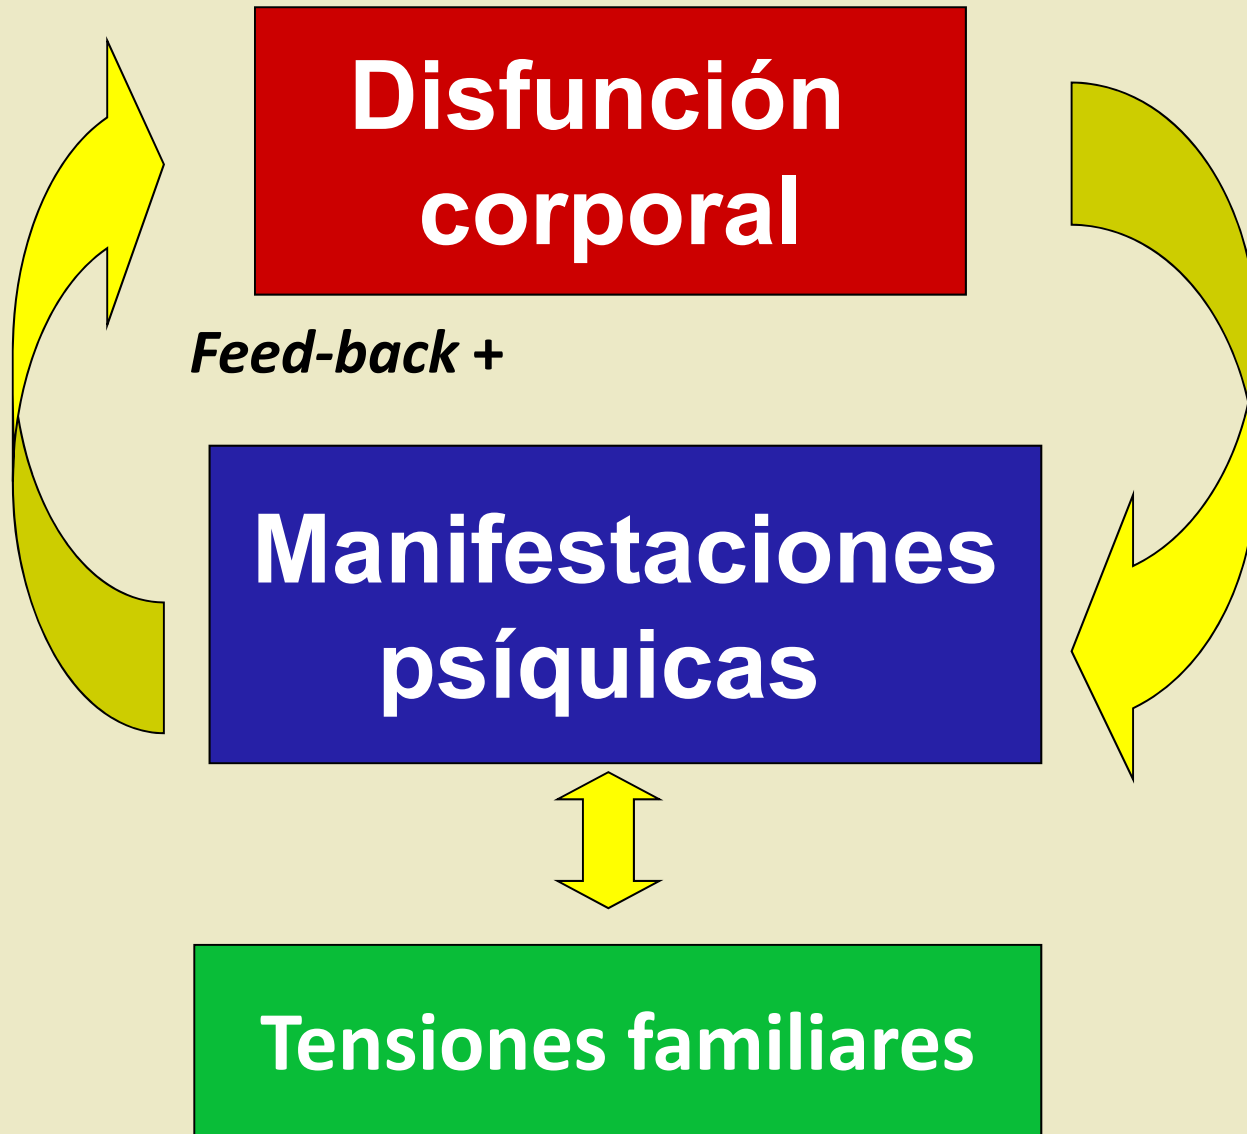 Disfunción
corporal
Feed-back +
Manifestaciones
psíquicas
Tensiones familiares